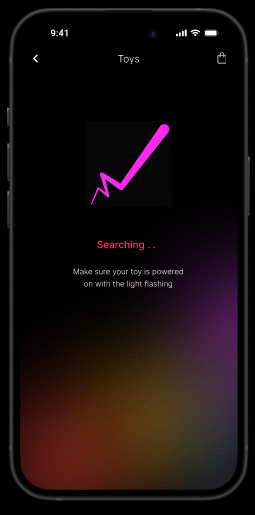 9:41
Toys
Searching . .
Make sure your toy is powered
on with the light flashing